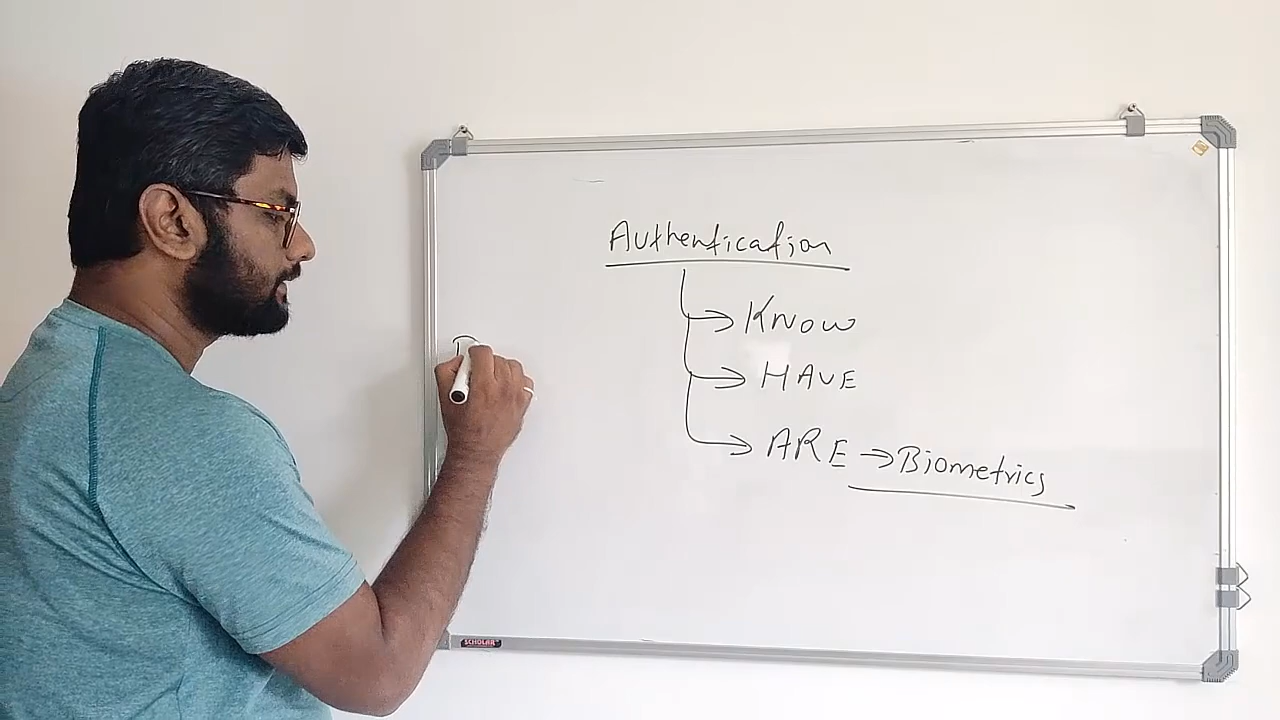 Authentication
KNOW
HAVE
ARE → Biometrics
SCHOLAR